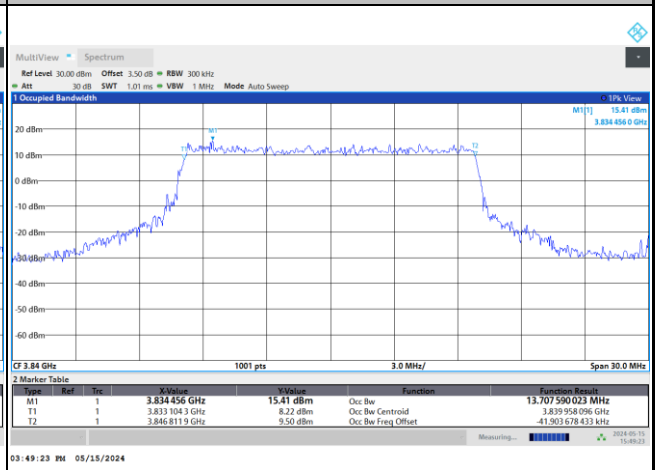 MultiView Spectrum
Ref Level 30.00 dBm Offset 3.50 dB RBW 300 kHz
Att 30 dB SWT 1.01 ms VBW 1 MHz Mode Auto Sweep
1 Occupied Bandwidth 1Pk View
M1[1] 15.41 dBm
3.834 456 0 GHz
20 dBm
M1
T1
T2
10 dBm
0 dBm
-10 dBm
-20 dBm
-30 dBm
-40 dBm
-50 dBm
-60 dBm
CF 3.84 GHz 1001 pts 3.0 MHz/ Span 30.0 MHz
2 Marker Table
Type Ref Trc X-Value Y-Value Function Function Result
M1 1 3.834 456 GHz 15.41 dBm Occ Bw 13.707 590 023 MHz
T1 1 3.833 104 3 GHz 8.22 dBm Occ Bw Centroid 3.839 958 096 GHz
T2 1 3.846 811 9 GHz 9.50 dBm Occ Bw Freq Offset -41.903 678 433 kHz
Measuring... 2024-05-15
15:49:23
03:49:23 PM 05/15/2024